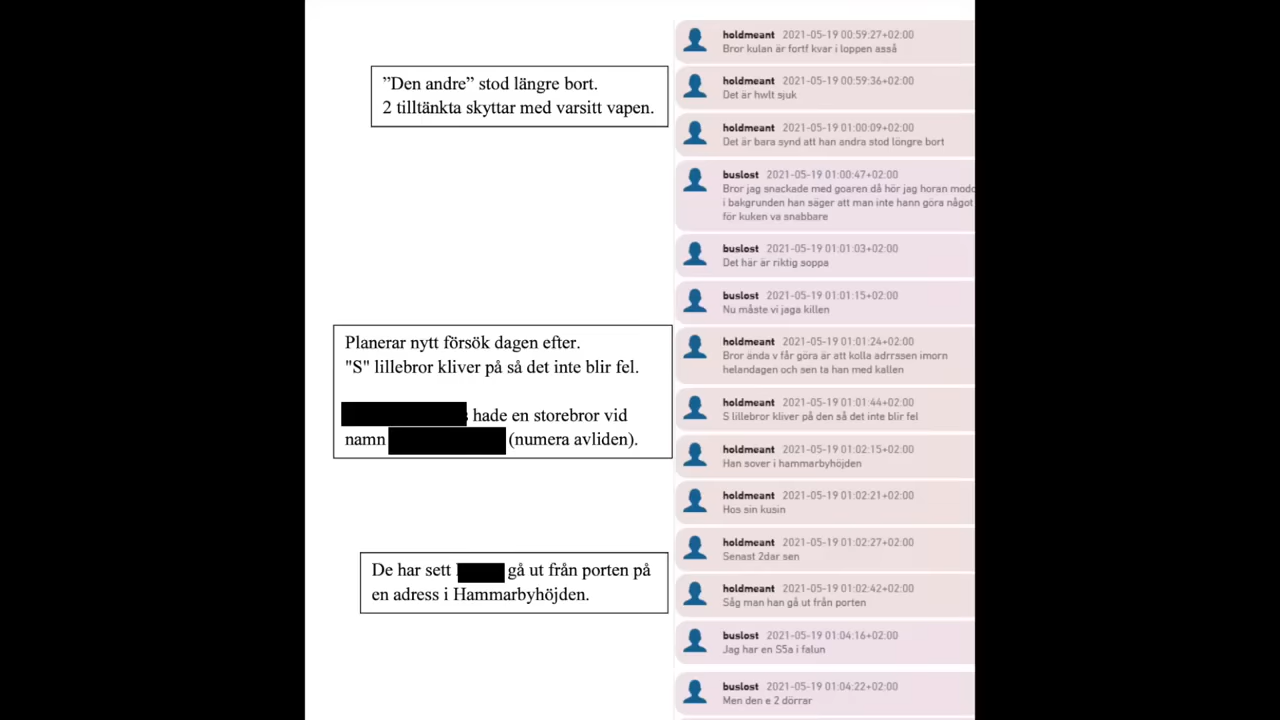 holdmeant 2021-05-19 00:59:27+02:00
Bror kulan är fortf kvar i loppen asså
”Den andre” stod längre bort.
2 tilltänkta skyttar med varsitt vapen.
holdmeant 2021-05-19 00:59:36+02:00
Det är hwlt sjuk
holdmeant 2021-05-19 01:00:09+02:00
Det är bara synd att han andra stod löngre bort
buslost 2021-05-19 01:00:47+02:00
Bror jag snackade med goaren då hör jag horan modd
i bakgrunden han säger att man inte hann göra något
för kuken va snabbare
buslost 2021-05-19 01:01:03+02:00
Det här är riktig soppa
buslost 2021-05-19 01:01:15+02:00
Nu måste vi jaga killen
Planerar nytt försök dagen efter.
"S" lillebror kliver på så det inte blir fel.
hade en storebror vid
namn (numera avliden).
holdmeant 2021-05-19 01:01:24+02:00
Bror ända v får göra är att kolla adrrssen imorn
helandagen och sen ta han med kallen
holdmeant 2021-05-19 01:01:44+02:00
S lillebror kliver på den så det inte blir fel
holdmeant 2021-05-19 01:02:15+02:00
Han sover i hammarbyhöjden
holdmeant 2021-05-19 01:02:21+02:00
Hos sin kusin
holdmeant 2021-05-19 01:02:27+02:00
Senast 2dar sen
De har sett gå ut från porten på
en adress i Hammarbyhöjden.
holdmeant 2021-05-19 01:02:42+02:00
Såg man han gå ut från porten
buslost 2021-05-19 01:04:16+02:00
Jag har en S5a i falun
buslost 2021-05-19 01:04:22+02:00
Men den e 2 dörrar